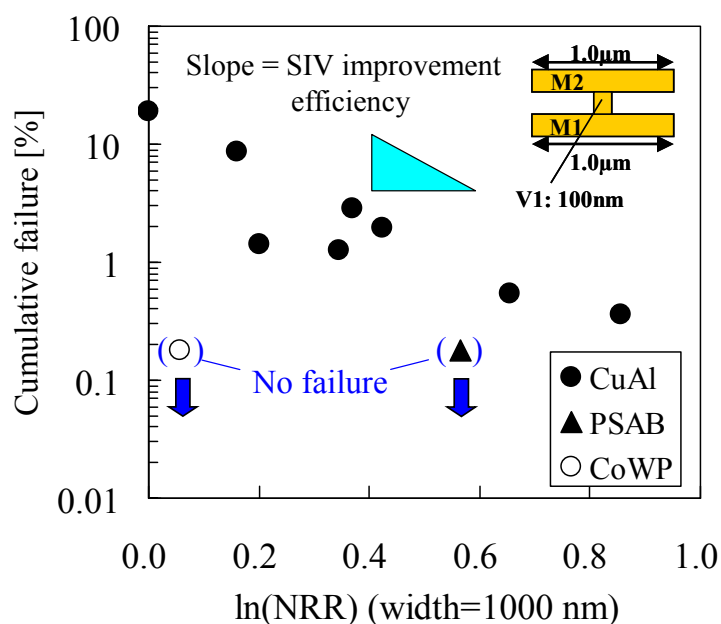 100
10
1
0.1
0.01
Cumulative failure [%]
Slope = SIV improvement
efficiency
1.0μm
M2
M1
1.0μm
V1: 100nm
( ) No failure ( )
CuAl
PSAB
CoWP
0.0 0.2 0.4 0.6 0.8 1.0
ln(NRR) (width=1000 nm)